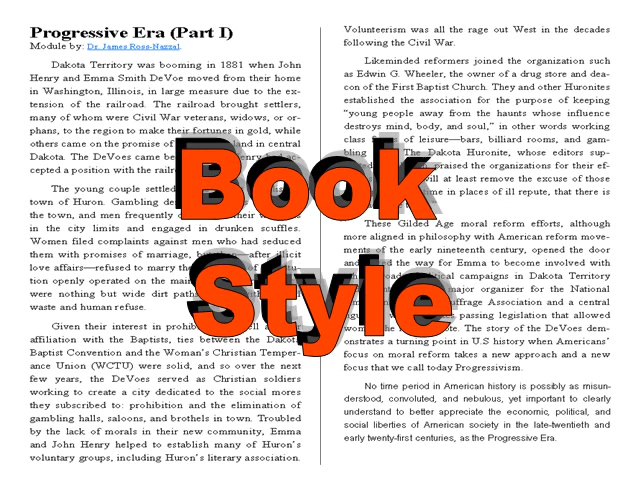 Progressive Era (Part I)
Module by: Dr. James Ross-Nazzal.
Dakota Territory was booming in 1881 when John
Henry and Emma Smith DeVoe moved from their home
in Washington, Illinois, in large measure due to the ex-
tension of the railroad. The railroad brought settlers,
many of whom were Civil War veterans, widows, or or-
phans, to the region to make their fortunes in gold, while
others came on the promise of land in central
Dakota. The DeVoes came
cepted a position with the
The young couple settled
town of Huron. Gambling
the town, and men frequently
in the city limits and engaged in drunken scuffles.
Women filed complaints against men who had seduced
them with promises of marriage, after illicit
love affairs—refused to marry
tion openly operated on the
were nothing but wide dirt
waste and human refuse.
Given their interest in
affiliation with the Baptists, ties between the Dakota
Baptist Convention and the Woman's Christian Temper-
ance Union (WCTU) were solid, and so over the next
few years, the DeVoes served as Christian soldiers
working to create a city dedicated to the social mores
they subscribed to: prohibition and the elimination of
gambling halls, saloons, and brothels in town. Troubled
by the lack of morals in their new community, Emma
and John Henry helped to establish many of Huron's
voluntary groups, including Huron's literary association.
Volunteerism was all the rage out West in the decades
following the Civil War.
Likeminded reformers joined the organization such
as Edwin G. Wheeler, the owner of a drug store and dea-
con of the First Baptist Church. They and other Huronites
established the association for the purpose of keeping
“young people away from the haunts whose influence
destroys mind, body, and soul,” in other words working
class of leisure—bars, billiard rooms, and gam-
bling Dakota Huronite, whose editors sup-
praised the organizations for their ef-
will at least remove the excuse of those
time in places of ill repute, that there is
These Gilded Age moral reform efforts, although
more aligned in philosophy with American reform move-
ments of the early nineteenth century, opened the door
the way for Emma to become involved with
campaigns in Dakota Territory
major organizer for the National
Suffrage Association and a central
passing legislation that allowed
The story of the DeVoes dem-
onstrates a turning point in U.S history when Americans'
focus on moral reform takes a new approach and a new
focus that we call today Progressivism.
No time period in American history is possibly as misun-
derstood, convoluted, and nebulous, yet important to clearly
understand to better appreciate the economic, political, and
social liberties of American society in the late-twentieth and
early twenty-first centuries, as the Progressive Era.
Book
Style